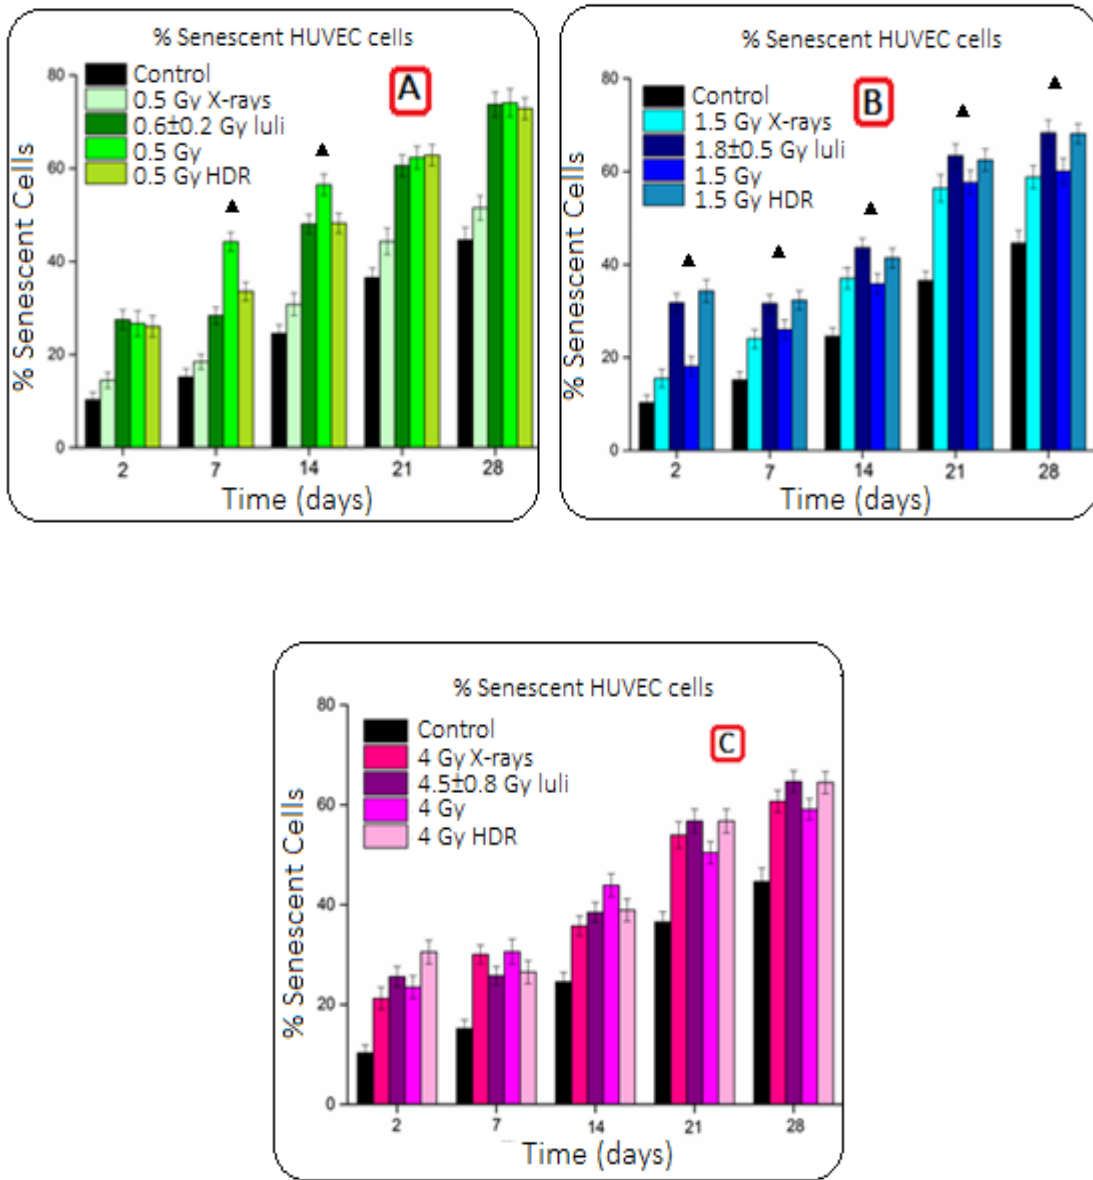 % Senescent HUVEC cells
A
Control
0.5 Gy X-rays
0.6±0.2 Gy luli
0.5 Gy
0.5 Gy HDR
% Senescent Cells
80
60
40
20
0
2 7 14 21 28
Time (days)
% Senescent HUVEC cells
B
Control
1.5 Gy X-rays
1.8±0.5 Gy luli
1.5 Gy
1.5 Gy HDR
% Senescent Cells
80
60
40
20
0
2 7 14 21 28
Time (days)
% Senescent HUVEC cells
C
Control
4 Gy X-rays
4.5±0.8 Gy luli
4 Gy
4 Gy HDR
% Senescent Cells
80
60
40
20
0
2 7 14 21 28
Time (days)